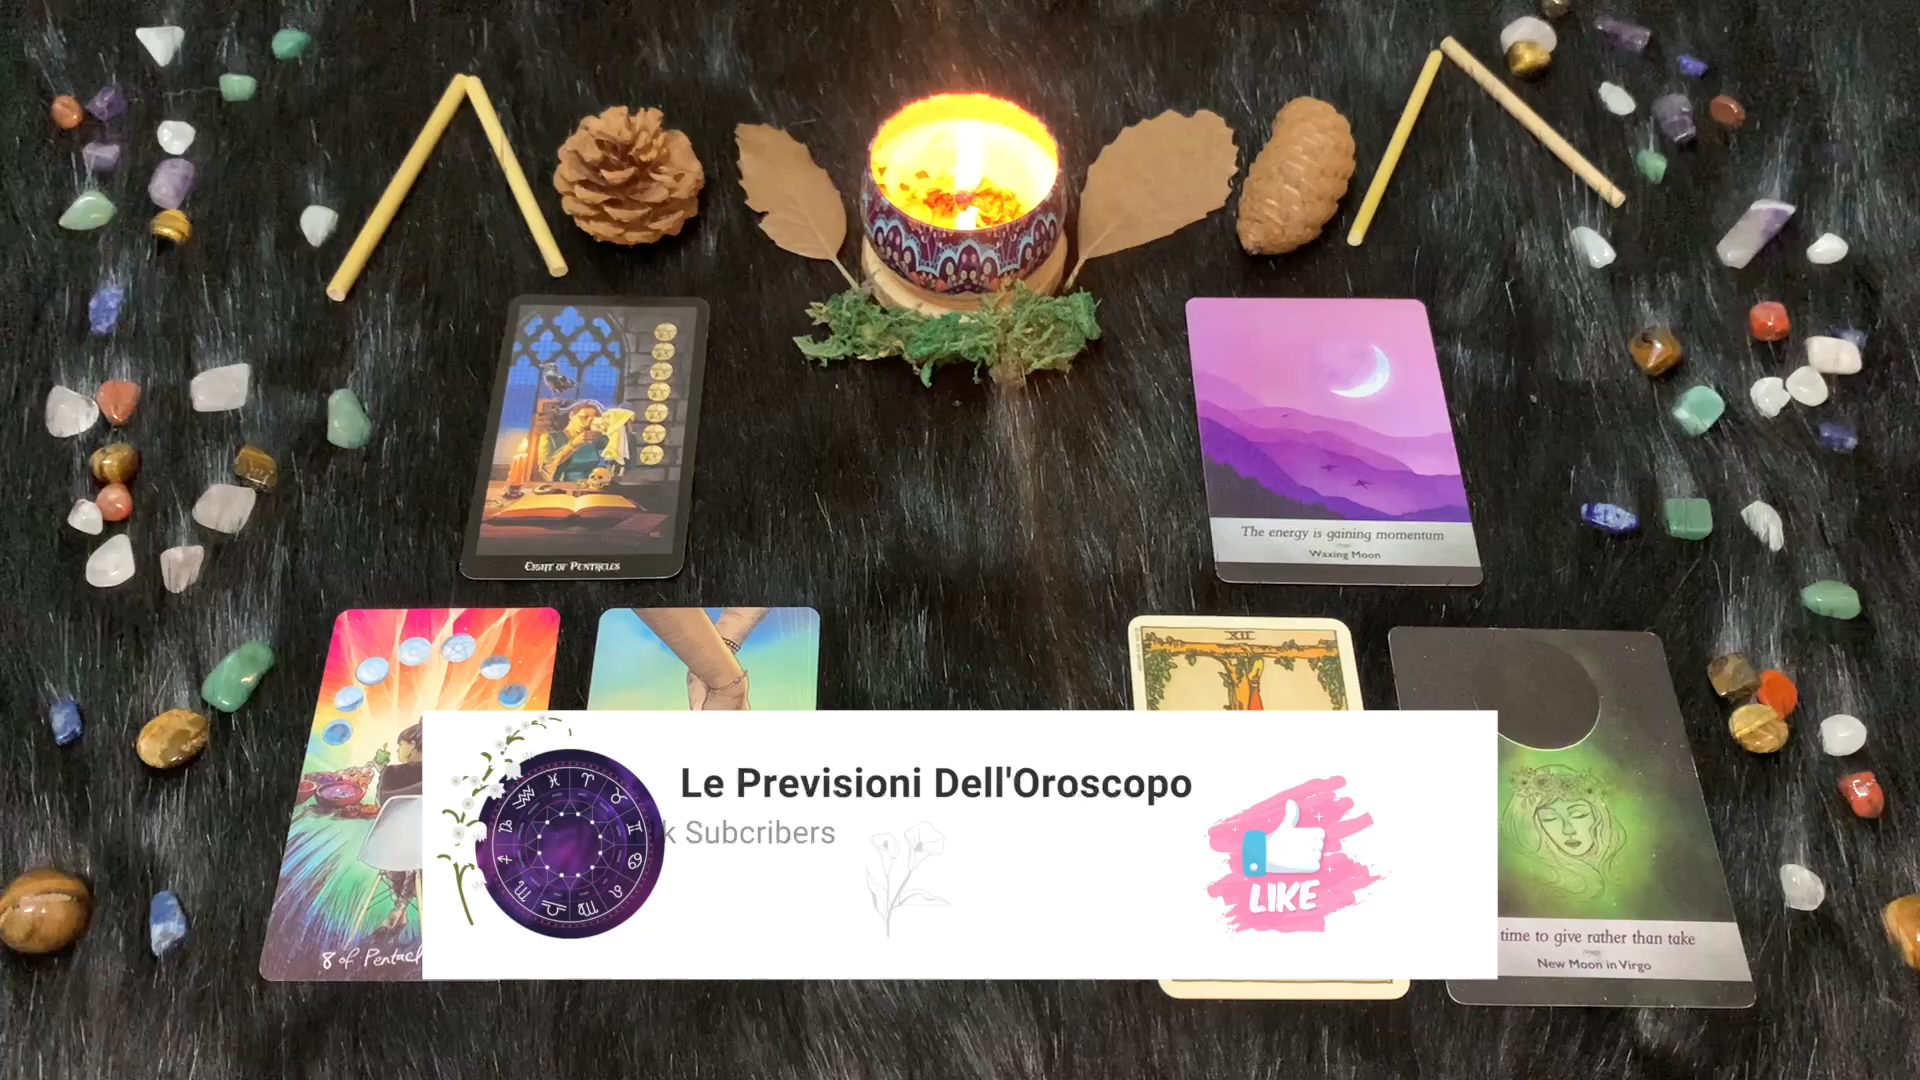 EIGHT OF PENTACLES
The energy is gaining momentum
Waxing Moon
XII
Le Previsioni Dell'Oroscopo
k Subcribers
LIKE
8 of Pentacl
time to give rather than take
New Moon in Virgo